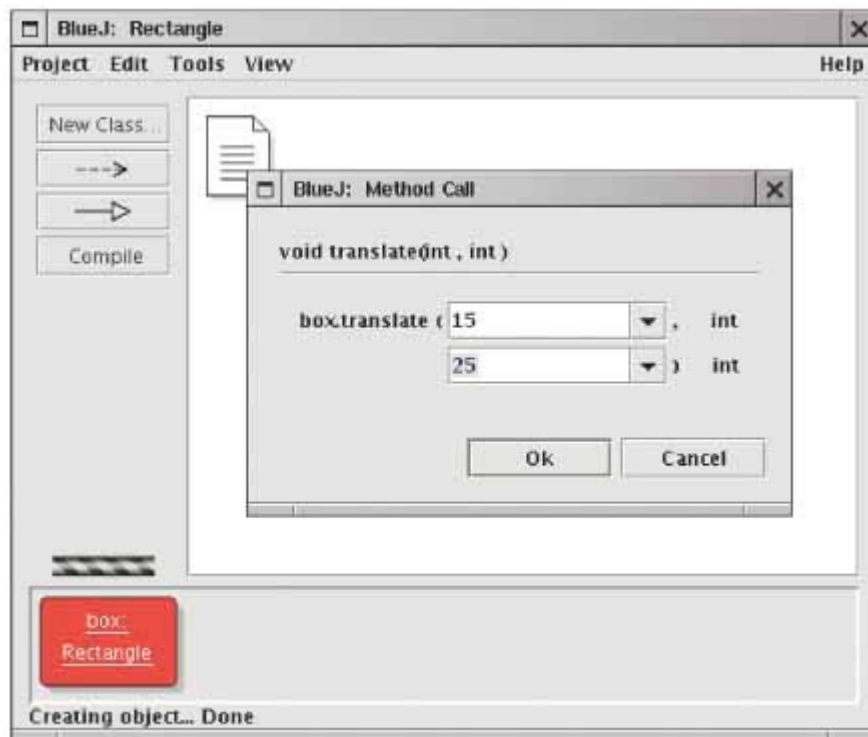 BlueJ: Rectangle
Project Edit Tools View Help
New Class...
Compile
BlueJ: Method Call
void translate(int , int )
box.translate ( 15 , int
25 ) int
Ok Cancel
box:
Rectangle
Creating object... Done